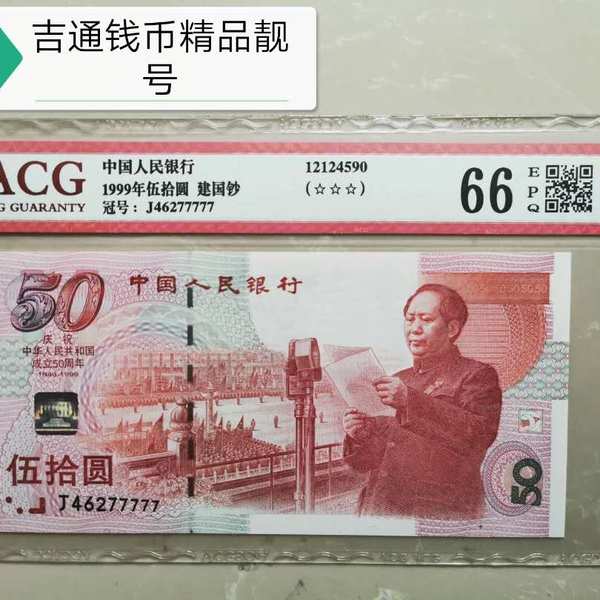 吉通钱币精品靓
号
ACG
G GUARANTY
中国人民银行
1999年伍拾圆 建国钞
冠号: J46277777
12124590
(☆☆☆)
66
E
P
Q
50
中国人民银行
庆祝
中华人民共和国
成立50周年
1949-1999
伍拾圆
J46277777
50